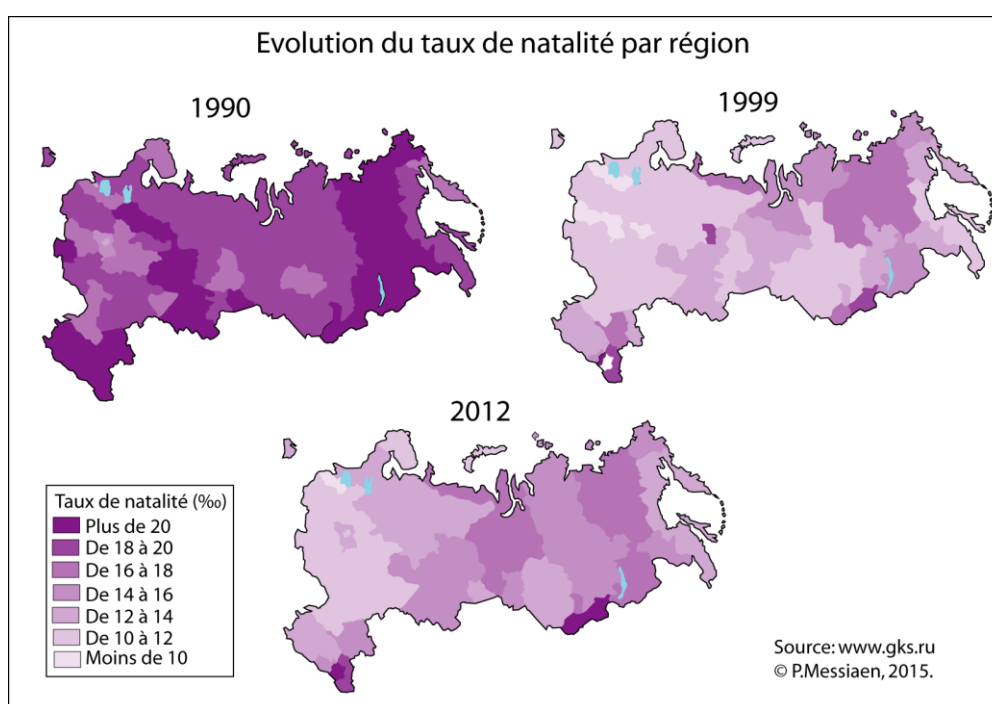 Evolution du taux de natalité par région
1990
1999
2012
Taux de natalité (‰)
Plus de 20
De 18 à 20
De 16 à 18
De 14 à 16
De 12 à 14
De 10 à 12
Moins de 10
Source: www.gks.ru
© P.Messiaen, 2015.